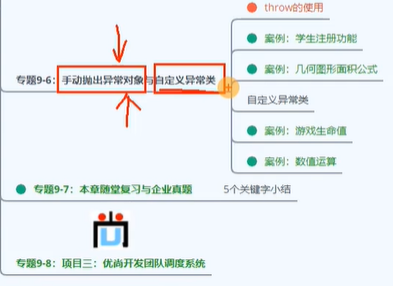 throw的使用
案例：学生注册功能
案例：几何图形面积公式
专题9-6：手动抛出异常对象与自定义异常类
自定义异常类
案例：游戏生命值
案例：数值运算
专题9-7：本章随堂复习与企业真题
5个关键字小结
专题9-8：项目三：优尚开发团队调度系统